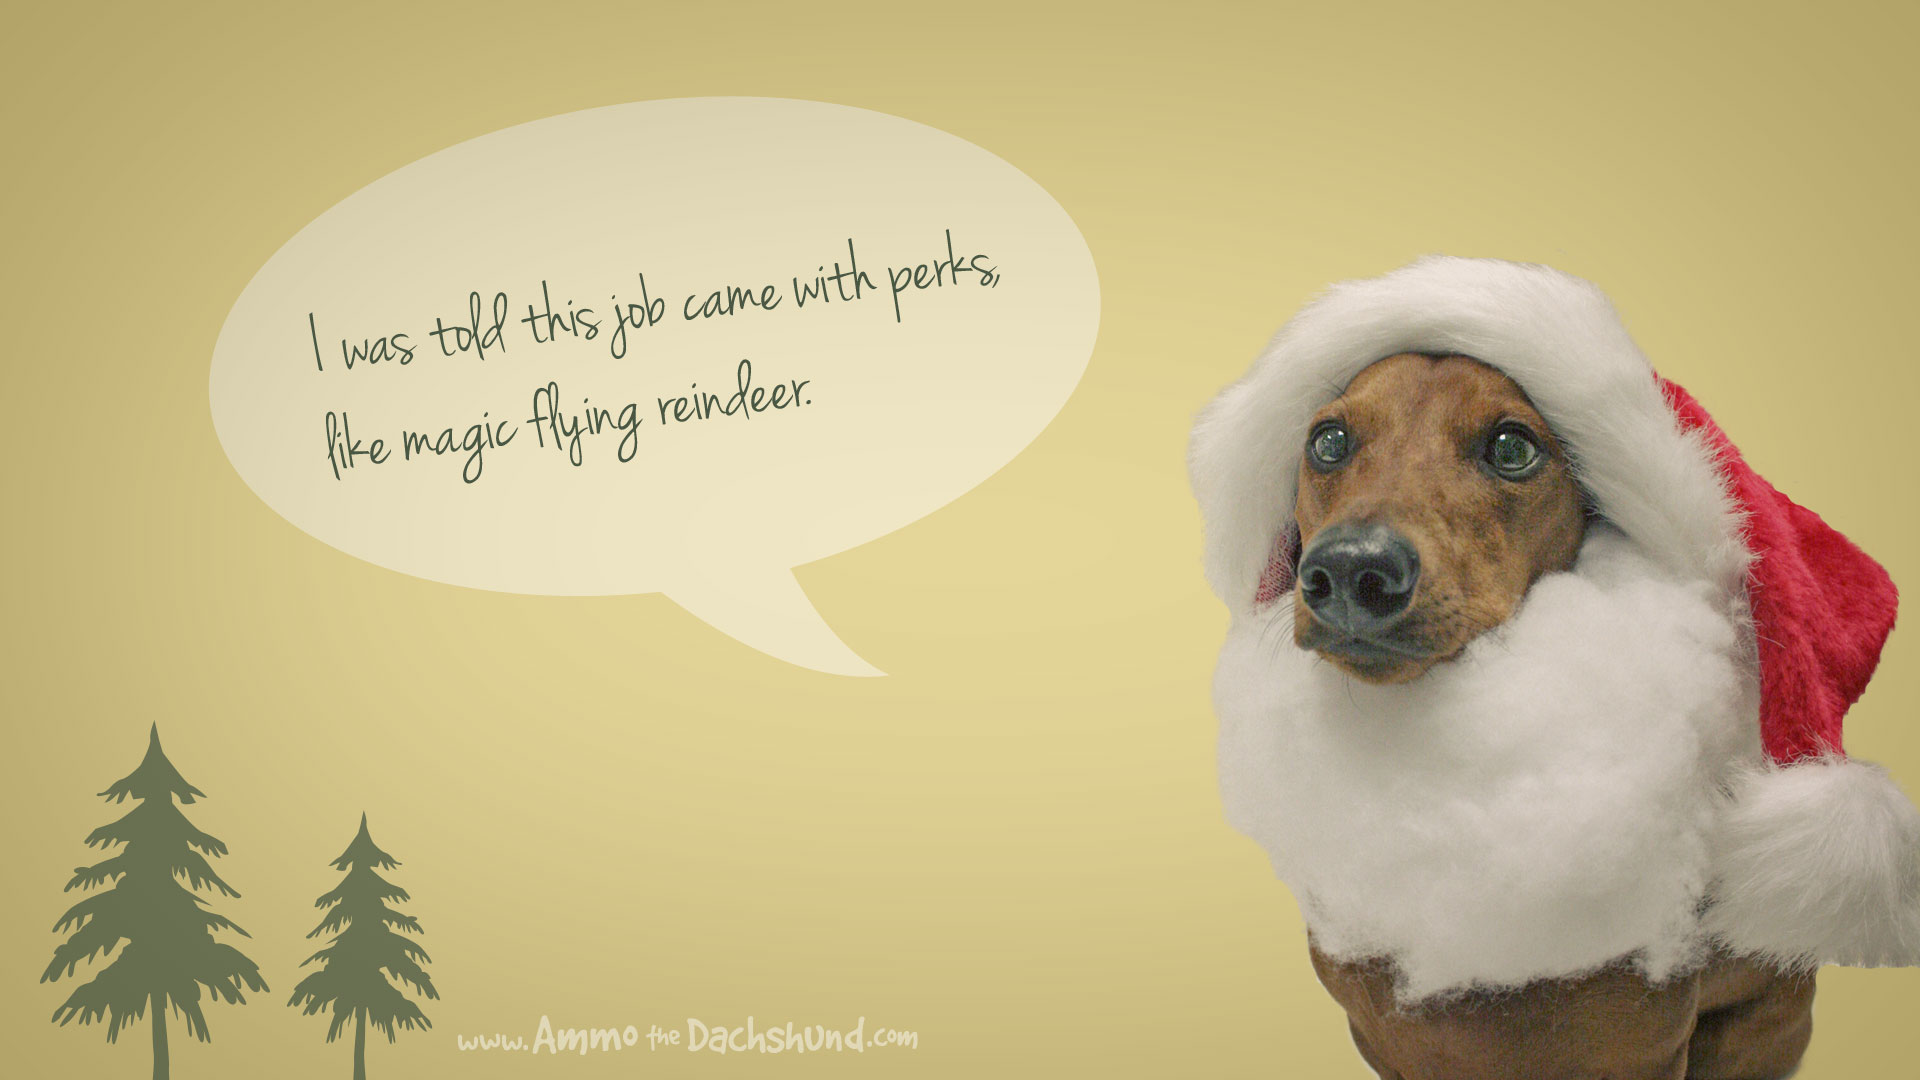 I was told this job came with perks,
like magic flying reindeer.
www.Ammo the Dachshund.com